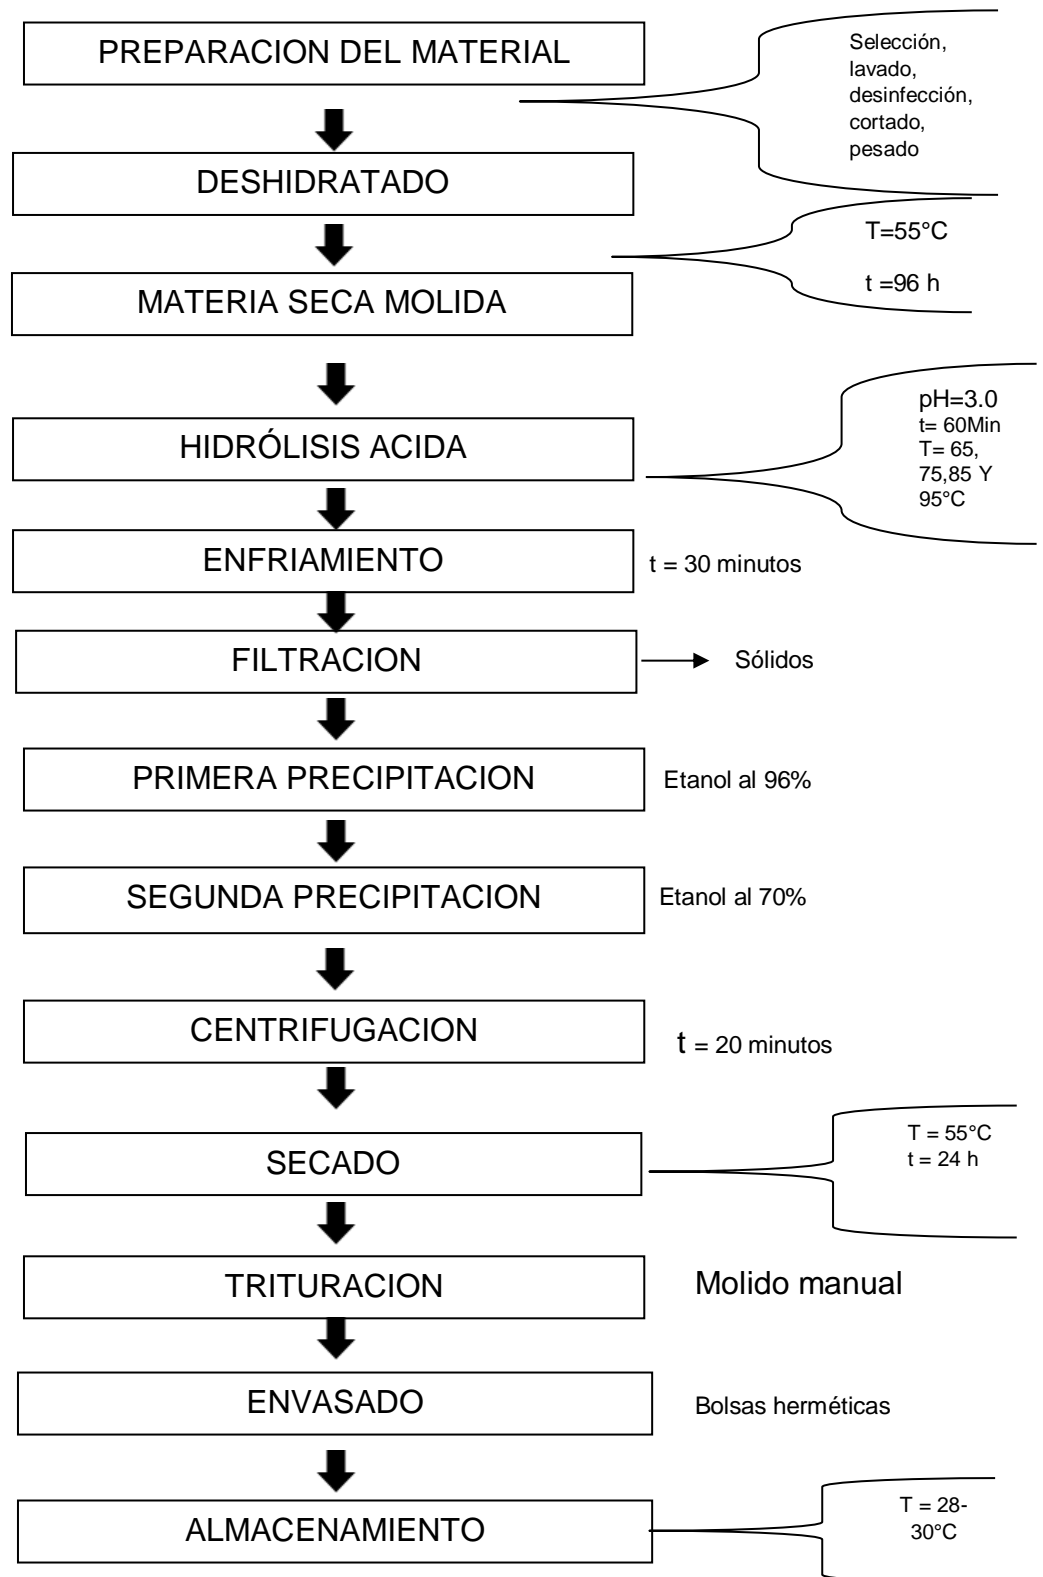 PREPARACION DEL MATERIAL
Selección,
lavado,
desinfección,
cortado,
pesado
DESHIDRATADO
T=55°C
t =96 h
MATERIA SECA MOLIDA
HIDRÓLISIS ACIDA
pH=3.0
t= 60Min
T= 65,
75,85 Y
95°C
ENFRIAMIENTO
t = 30 minutos
FILTRACION
Sólidos
PRIMERA PRECIPITACION
Etanol al 96%
SEGUNDA PRECIPITACION
Etanol al 70%
CENTRIFUGACION
t = 20 minutos
SECADO
T = 55°C
t = 24 h
TRITURACION
Molido manual
ENVASADO
Bolsas herméticas
ALMACENAMIENTO
T = 28-
30°C